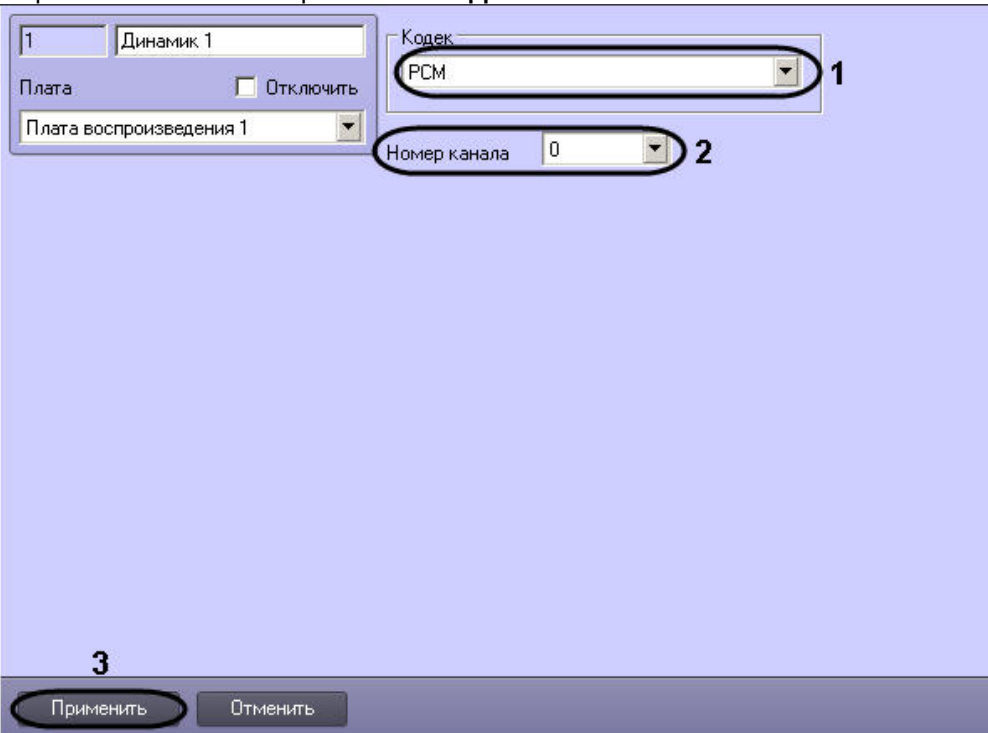 1 Динамик 1
Плата Отключить
Плата воспроизведения 1
Кодек
PCM 1
Номер канала 0 2
3
Применить Отменить